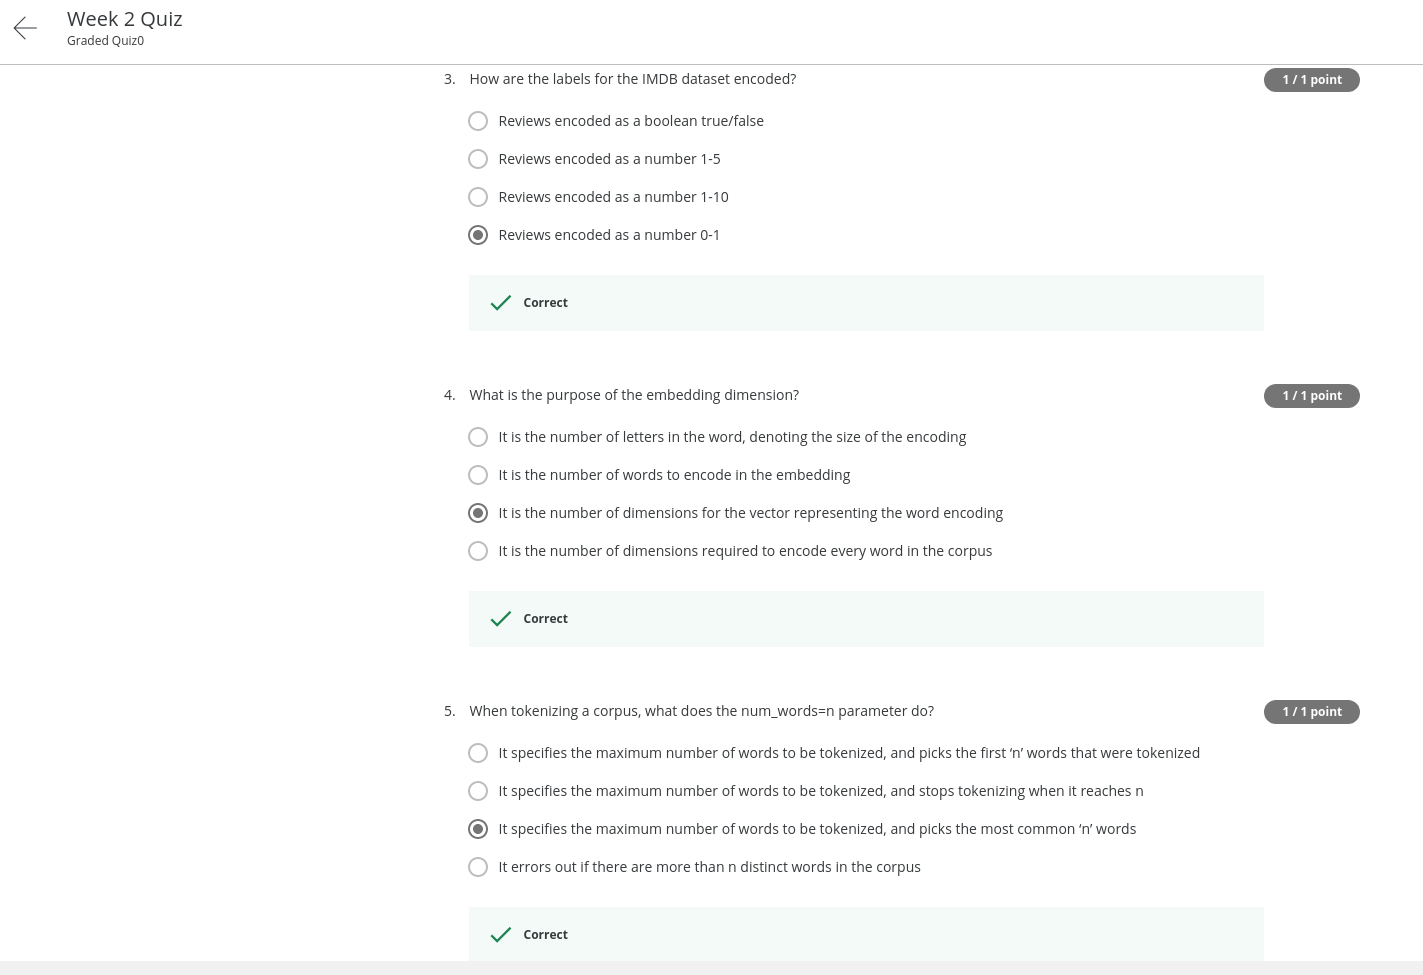 Week 2 Quiz
Graded Quiz0
3. How are the labels for the IMDB dataset encoded? 1 / 1 point
Reviews encoded as a boolean true/false
Reviews encoded as a number 1-5
Reviews encoded as a number 1-10
Reviews encoded as a number 0-1
Correct
4. What is the purpose of the embedding dimension? 1 / 1 point
It is the number of letters in the word, denoting the size of the encoding
It is the number of words to encode in the embedding
It is the number of dimensions for the vector representing the word encoding
It is the number of dimensions required to encode every word in the corpus
Correct
5. When tokenizing a corpus, what does the num_words=n parameter do? 1 / 1 point
It specifies the maximum number of words to be tokenized, and picks the first ‘n’ words that were tokenized
It specifies the maximum number of words to be tokenized, and stops tokenizing when it reaches n
It specifies the maximum number of words to be tokenized, and picks the most common ‘n’ words
It errors out if there are more than n distinct words in the corpus
Correct